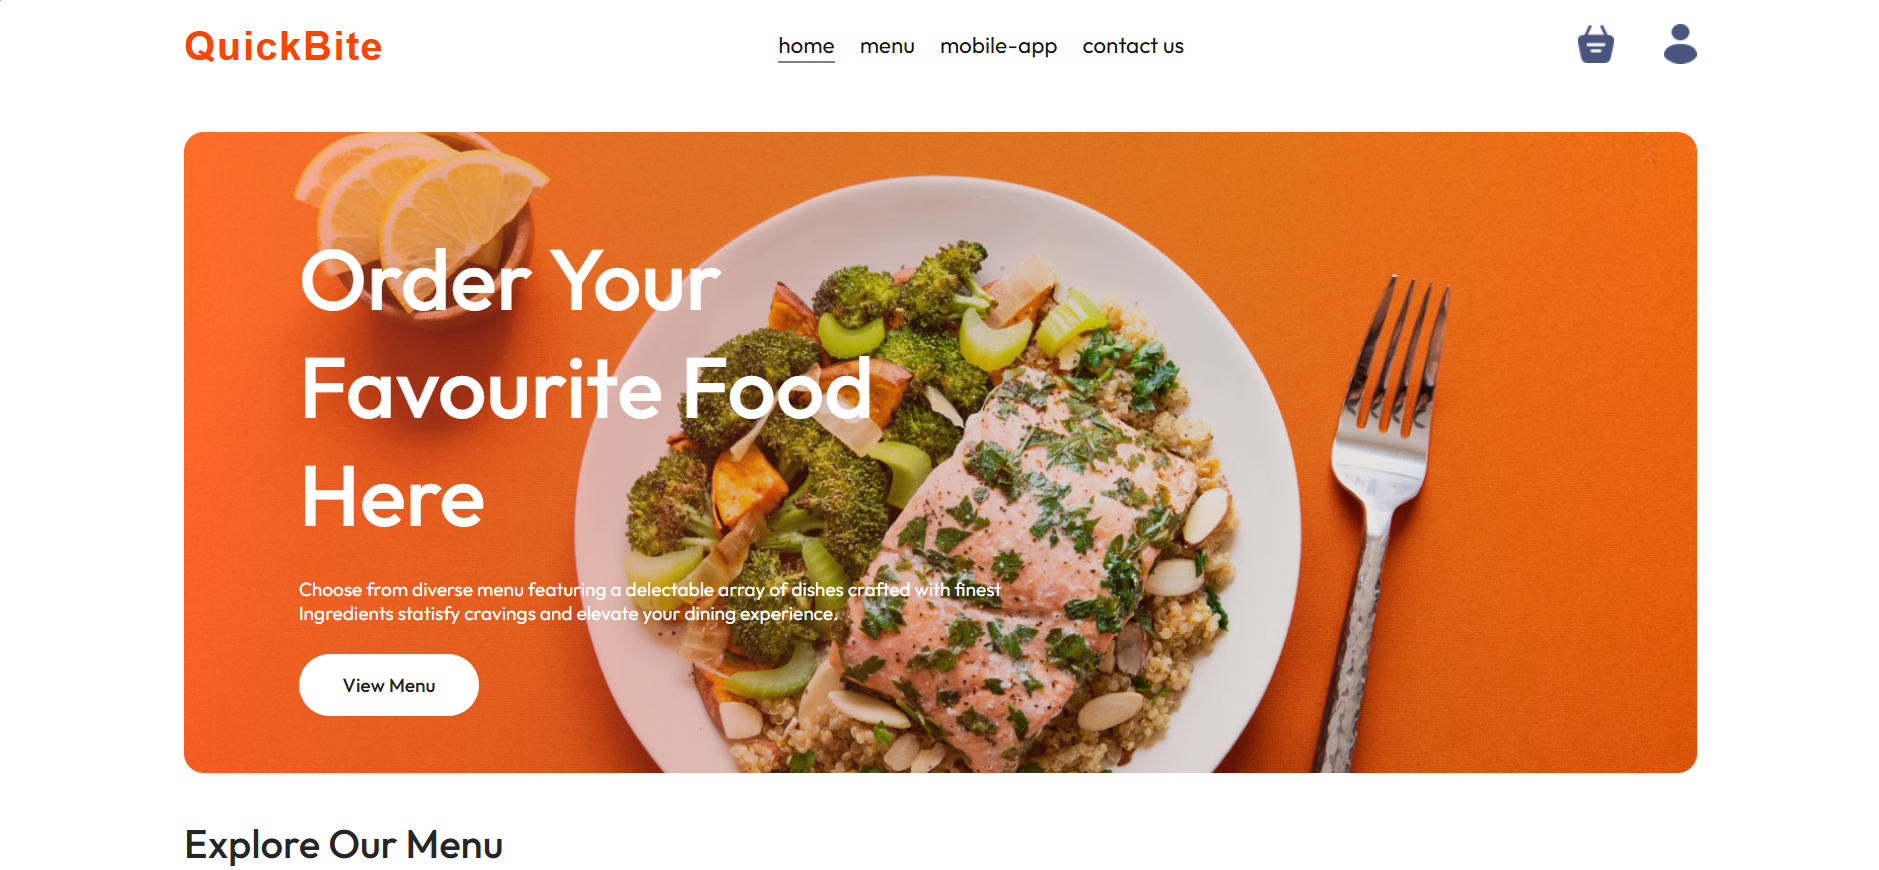 QuickBite
home menu mobile-app contact us
Order Your
Favourite Food
Here
Choose from diverse menu featuring a delectable array of dishes crafted with finest
Ingredients statisfy cravings and elevate your dining experience.
View Menu
Explore Our Menu